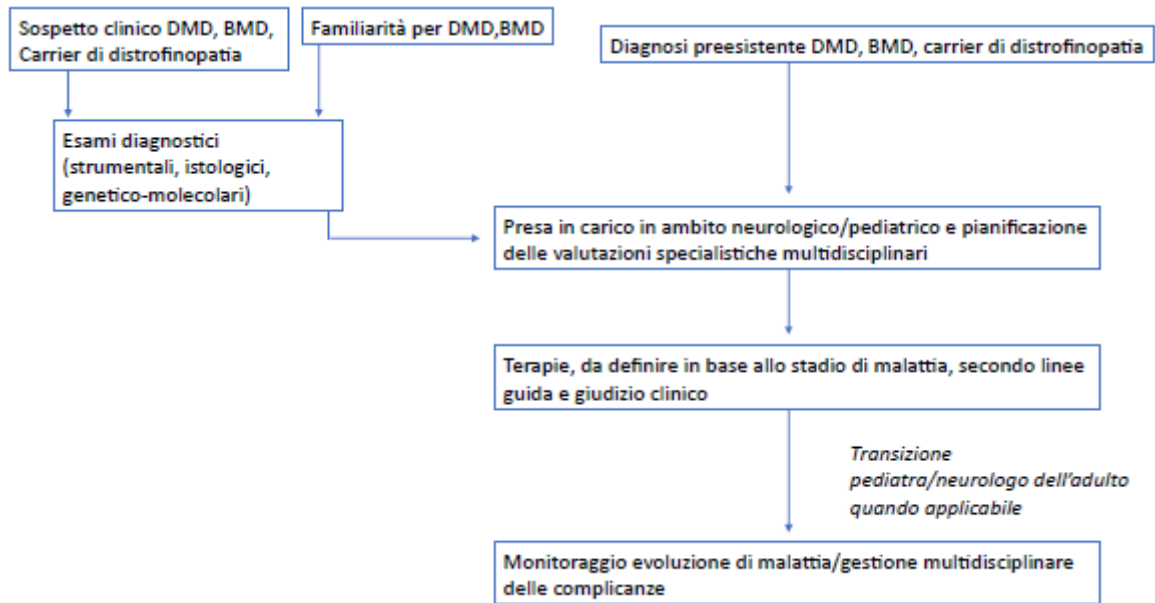 Sospetto clinico DMD, BMD,
Carrier di distrofinopatia
Familiarità per DMD,BMD
Diagnosi preesistente DMD, BMD, carrier di distrofinopatia
Esami diagnostici
(strumentali, istologici,
genetico-molecolari)
Presa in carico in ambito neurologico/pediatrico e pianificazione
delle valutazioni specialistiche multidisciplinari
Terapie, da definire in base allo stadio di malattia, secondo linee
guida e giudizio clinico
Transizione
pediatra/neurologo dell’adulto
quando applicabile
Monitoraggio evoluzione di malattia/gestione multidisciplinare
delle complicanze